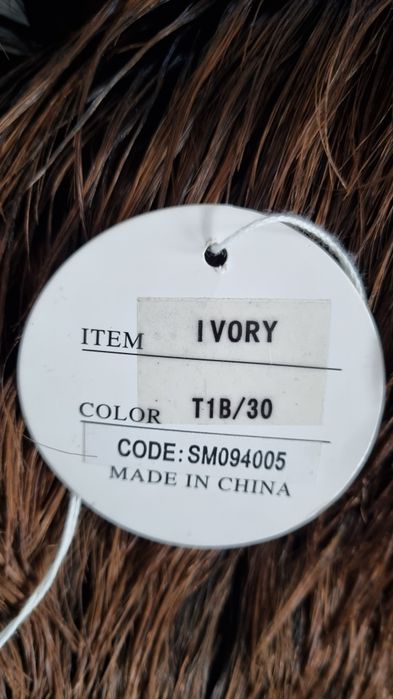 ITEM IVORY
COLOR T1B/30
CODE: SM094005
MADE IN CHINA